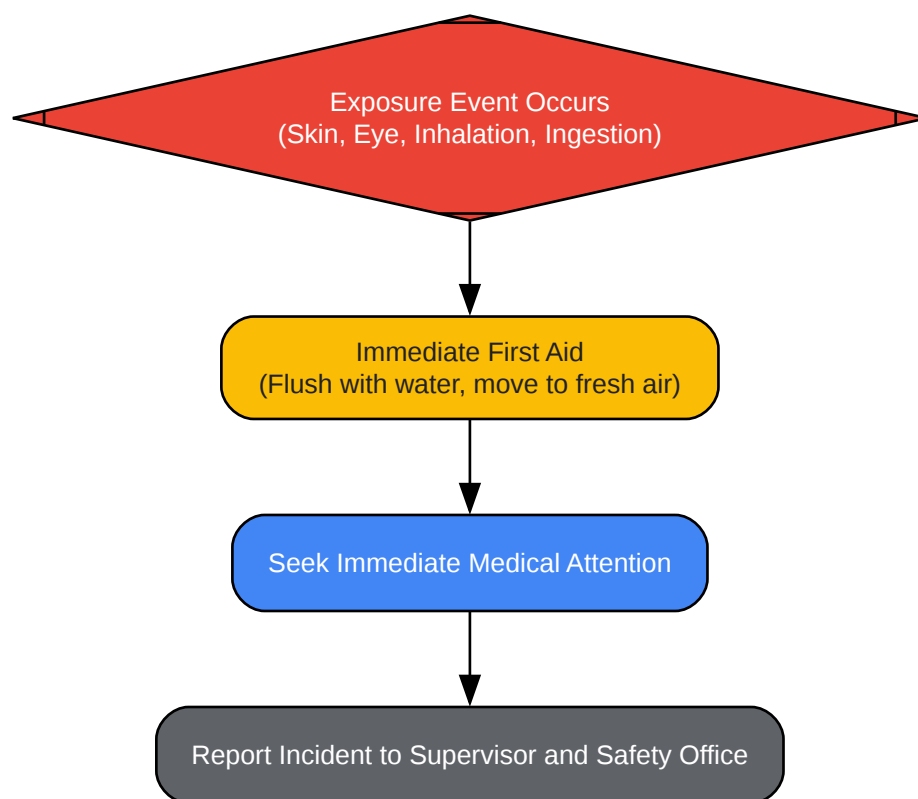 Exposure Event Occurs
(Skin, Eye, Inhalation, Ingestion)
Immediate First Aid
(Flush with water, move to fresh air)
Seek Immediate Medical Attention
Report Incident to Supervisor and Safety Office